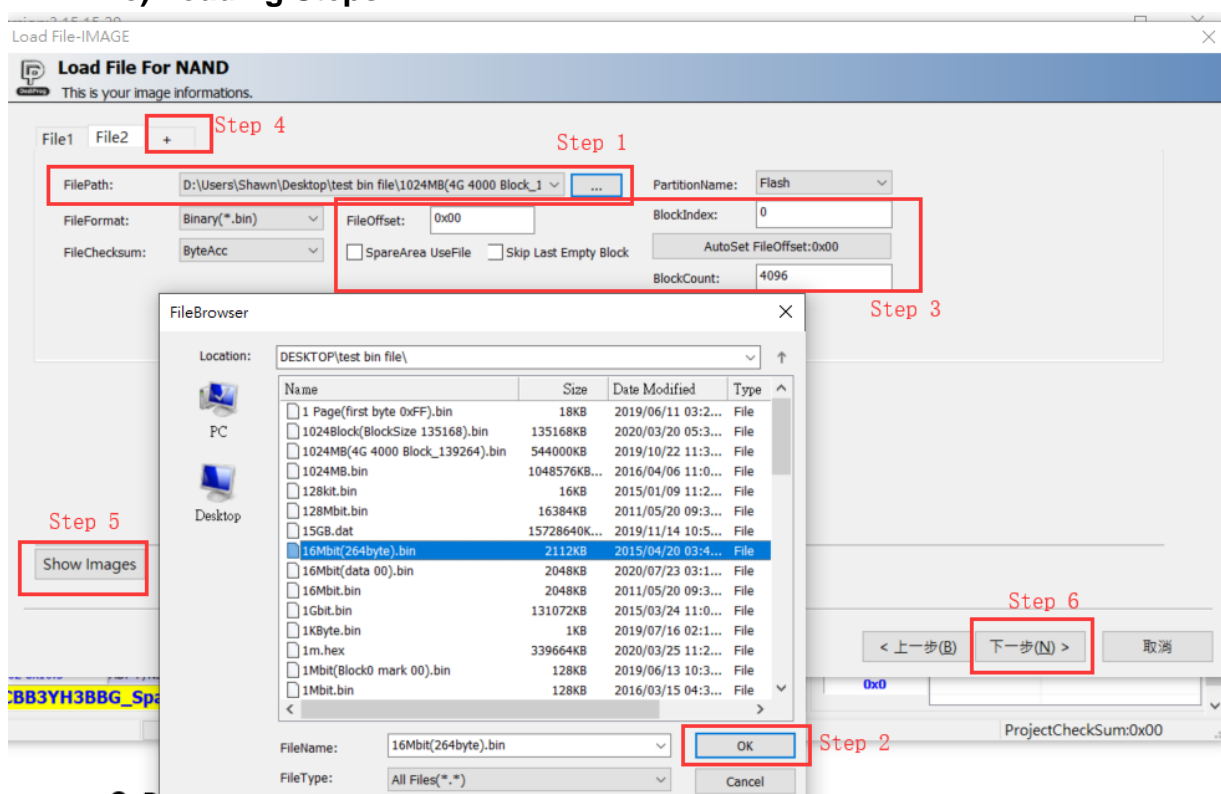 Load File-IMAGE
Load File For NAND
This is your image informations.
Step 4
File1 File2 +
Step 1
FilePath: D:\Users\Shawn\Desktop\test bin file\1024MB(4G 4000 Block_1 ... PartitionName: Flash
FileFormat: Binary(*.bin) FileOffset: 0x00 BlockIndex: 0
FileChecksum: ByteAcc SpareArea UseFile Skip Last Empty Block AutoSet FileOffset:0x00
BlockCount: 4096
Step 3
FileBrowser
Location: DESKTOP\test bin file\
Name Size Date Modified Type
1 Page(first byte 0xFF).bin 18KB 2019/06/11 03:2... File
PC 1024Block(BlockSize 135168).bin 135168KB 2020/03/20 05:3... File
1024MB(4G 4000 Block_139264).bin 544000KB 2019/10/22 11:3... File
1024MB.bin 1048576KB... 2016/04/06 11:0... File
128kit.bin 16KB 2015/01/09 11:2... File
Desktop 128Mbit.bin 16384KB 2011/05/20 09:3... File
15GB.dat 15728640K... 2019/11/14 10:5... File
Step 5
16Mbit(264byte).bin 2112KB 2015/04/20 03:4... File
Show Images 16Mbit(data 00).bin 2048KB 2020/07/23 03:1... File
16Mbit.bin 2048KB 2011/05/20 09:3... File
1Gbit.bin 131072KB 2015/03/24 11:0... File
Step 6
1KByte.bin 1KB 2019/07/16 02:1... File
1m.hex 339664KB 2020/03/25 11:2... File
< 上一步(B) 下一步(N) > 取消
1Mbit(Block0 mark 00).bin 128KB 2019/06/13 10:3... File
1Mbit.bin 128KB 2016/03/15 04:3... File
CBB3YH3BBG_Spa 0x0
ProjectCheckSum:0x00
FileName: 16Mbit(264byte).bin OK Step 2
FileType: All Files(*.*) Cancel